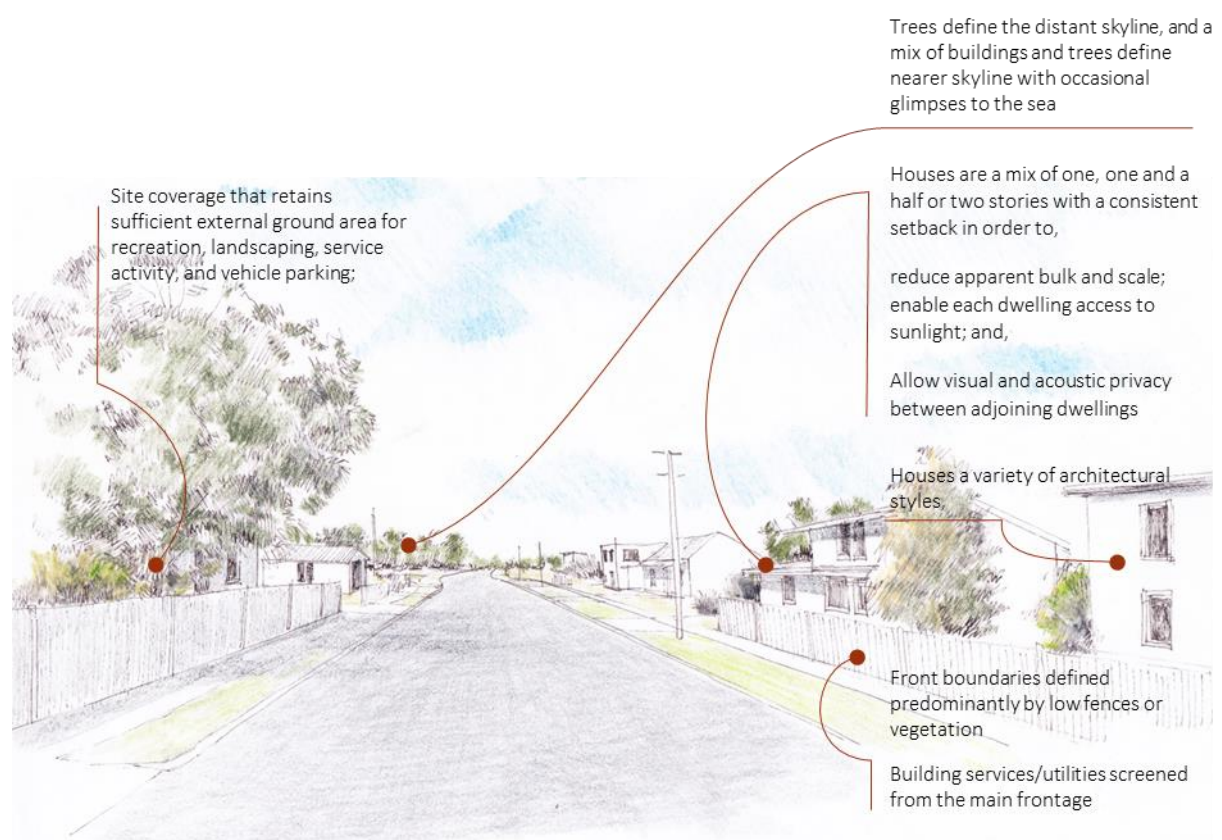 Trees define the distant skyline, and a
mix of buildings and trees define
nearer skyline with occasional
glimpses to the sea
Site coverage that retains
sufficient external ground area for
recreation, landscaping, service
activity, and vehicle parking;
Houses are a mix of one, one and a
half or two stories with a consistent
setback in order to,
reduce apparent bulk and scale;
enable each dwelling access to
sunlight; and,
Allow visual and acoustic privacy
between adjoining dwellings
Houses a variety of architectural
styles,
Front boundaries defined
predominantly by low fences or
vegetation
Building services/utilities screened
from the main frontage